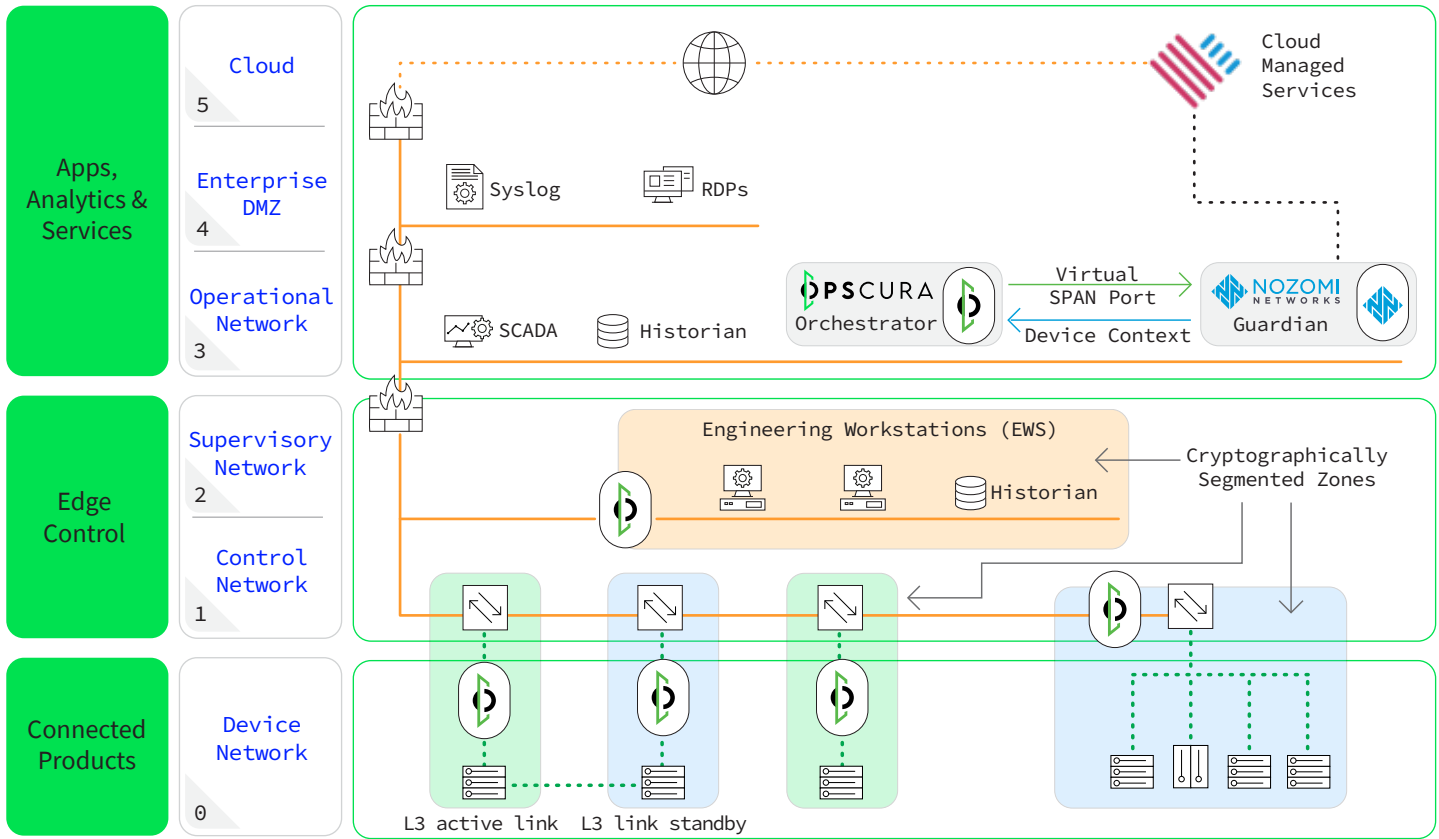 Apps,
Analytics &
Services
Cloud
5
Enterprise
DMZ
4
Operational
Network
3
Cloud
Managed
Services
Syslog
RDPs
OPSCURA
Orchestrator
Virtual
SPAN Port
Device Context
NOZOMI
NETWORKS
Guardian
SCADA
Historian
Edge
Control
Supervisory
Network
2
Control
Network
1
Engineering Workstations (EWS)
Historian
Cryptographically
Segmented Zones
Connected
Products
Device
Network
0
L3 active link
L3 link standby